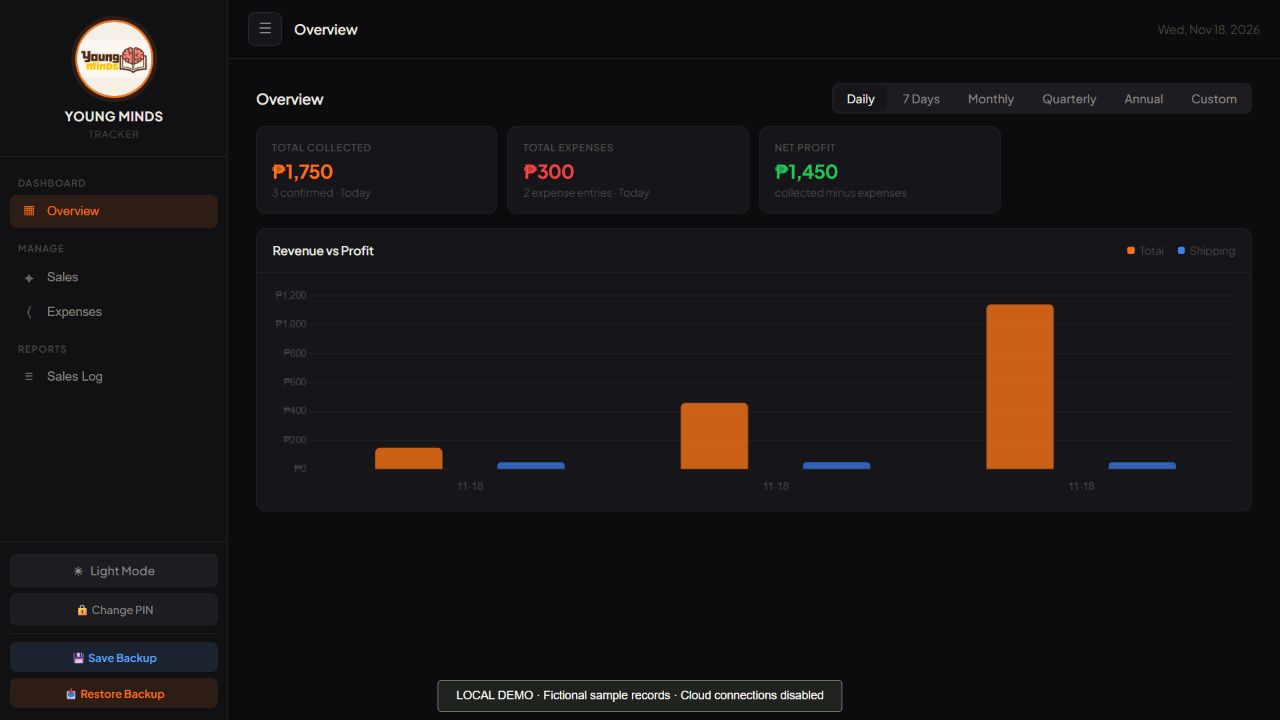 Young
Minds
YOUNG MINDS
TRACKER
DASHBOARD
Overview
MANAGE
Sales
Expenses
REPORTS
Sales Log
Light Mode
Change PIN
Save Backup
Restore Backup
Overview
Wed, Nov 18, 2026
Overview
Daily
7 Days
Monthly
Quarterly
Annual
Custom
TOTAL COLLECTED
₱1,750
3 confirmed · Today
TOTAL EXPENSES
₱300
2 expense entries · Today
NET PROFIT
₱1,450
collected minus expenses
Revenue vs Profit
Total
Shipping
₱1,200
₱1,000
₱800
₱600
₱400
₱200
₱0
11-18
11-18
11-18
LOCAL DEMO · Fictional sample records · Cloud connections disabled